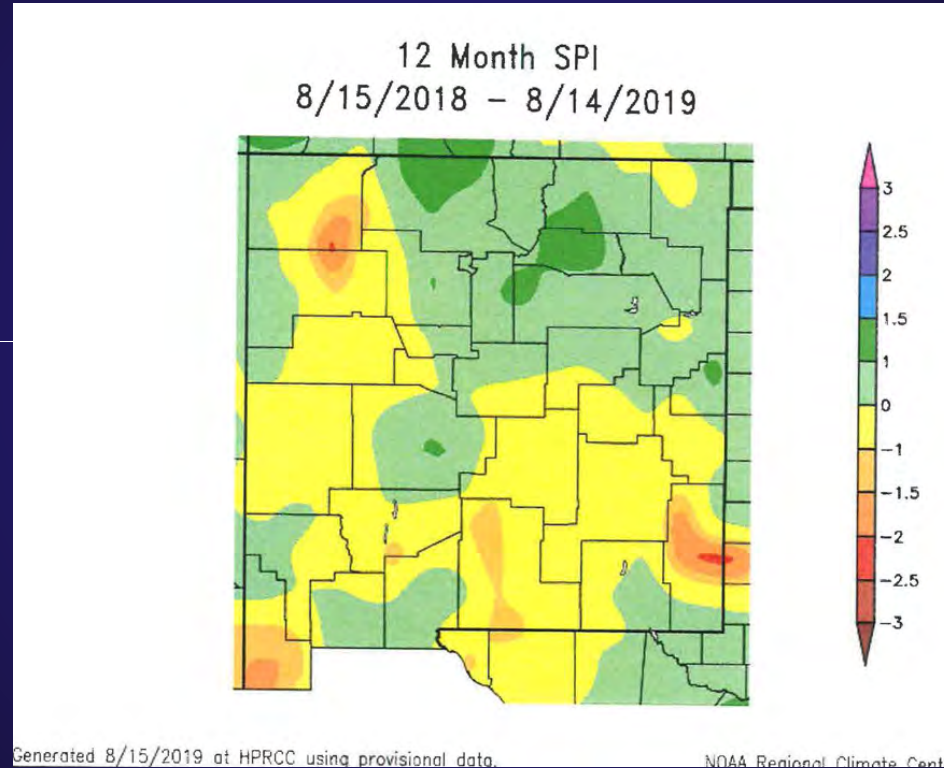 12 Month SPI
8/15/2018 - 8/14/2019
3
2.5
2
1.5
1
0
-1
-1.5
-2
-2.5
-3
Generated 8/15/2019 at HPRCC using provisional data.
NOAA Regional Climate Cent